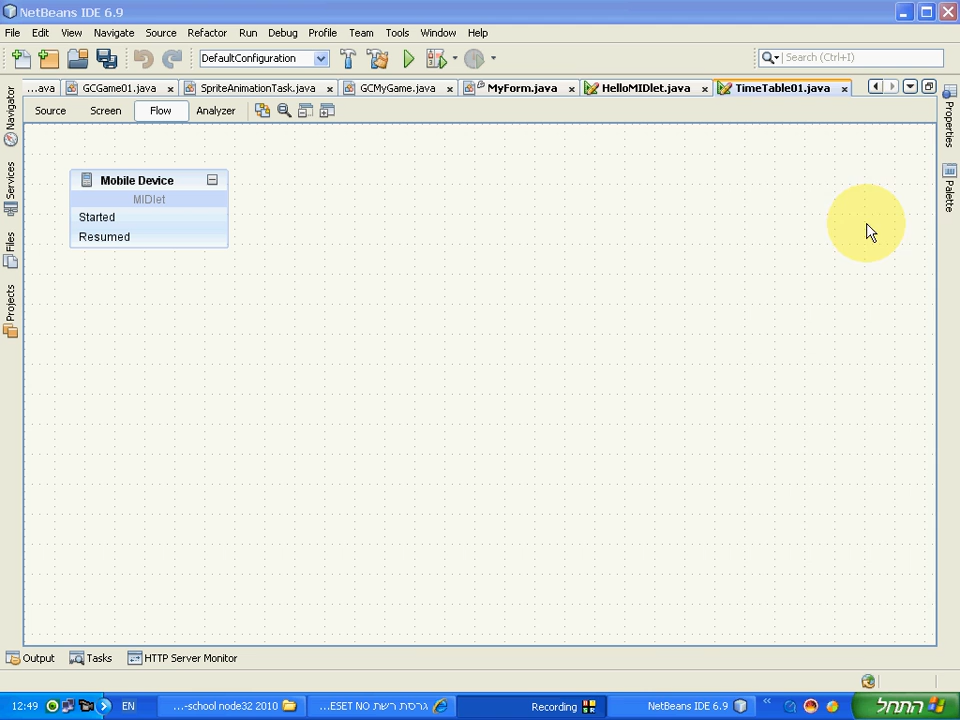 NetBeans IDE 6.9
File Edit View Navigate Source Refactor Run Debug Profile Team Tools Window Help
DefaultConfiguration
Search (Ctrl+I)
...ava GCGame01.java SpriteAnimationTask.java GCMyGame.java MyForm.java HelloMIDlet.java TimeTable01.java
Source Screen Flow Analyzer
Navigator
Services
Files
Projects
Properties
Palette
Mobile Device
MIDlet
Started
Resumed
Output Tasks HTTP Server Monitor
12:49 EN ...-school node32 2010 ...ESET NO גרסת רשת Recording NetBeans IDE 6.9 התחל